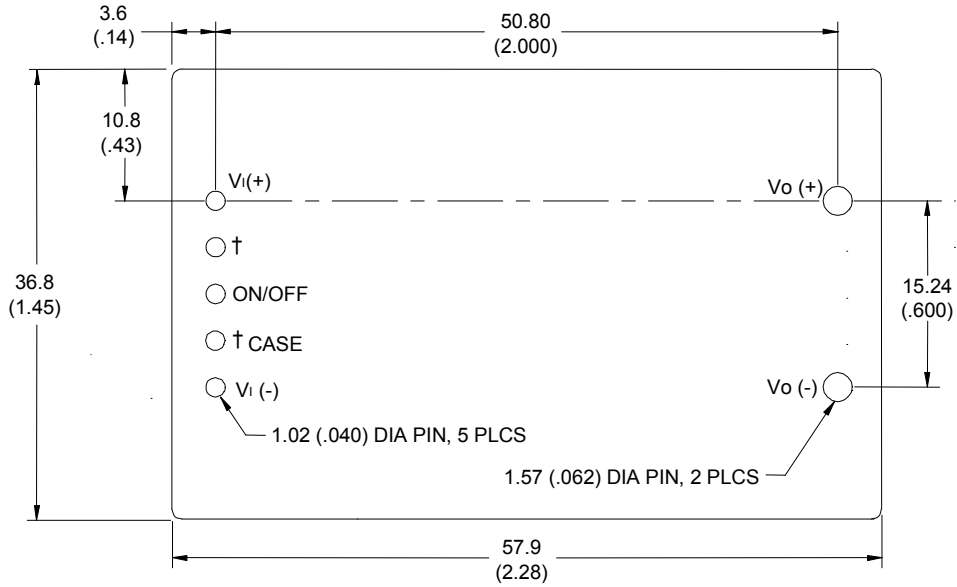 3.6
(.14)
50.80
(2.000)
10.8
(.43)
VI(+)
Vo (+)
†
36.8
(1.45)
ON/OFF
15.24
(.600)
† CASE
VI (-)
Vo (-)
1.02 (.040) DIA PIN, 5 PLCS
1.57 (.062) DIA PIN, 2 PLCS
57.9
(2.28)